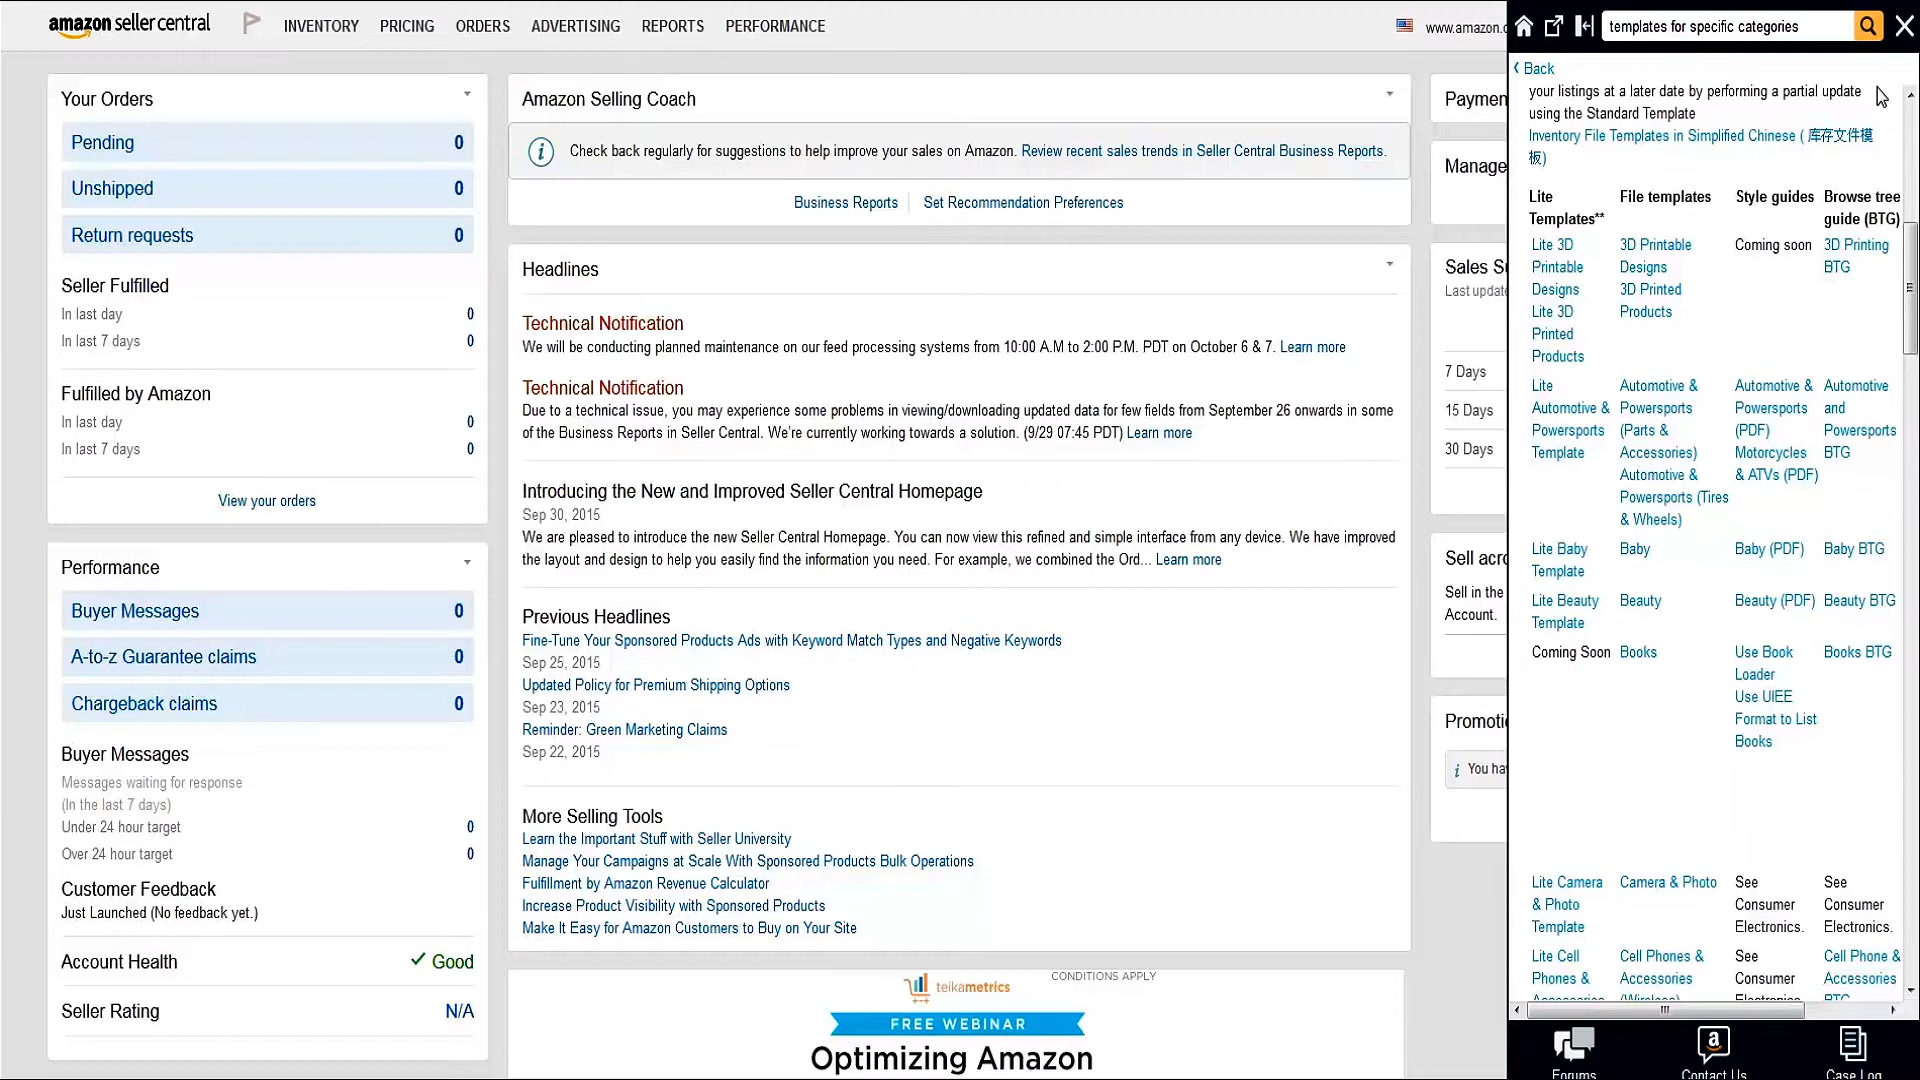 amazon seller central
INVENTORY PRICING ORDERS ADVERTISING REPORTS PERFORMANCE
www.amazon.c
Your Orders
Pending 0
Unshipped 0
Return requests 0
Seller Fulfilled
In last day 0
In last 7 days 0
Fulfilled by Amazon
In last day 0
In last 7 days 0
View your orders
Performance
Buyer Messages 0
A-to-z Guarantee claims 0
Chargeback claims 0
Buyer Messages
Messages waiting for response
(In the last 7 days)
Under 24 hour target 0
Over 24 hour target 0
Customer Feedback
Just Launched (No feedback yet.)
Account Health Good
Seller Rating N/A
Amazon Selling Coach
Check back regularly for suggestions to help improve your sales on Amazon. Review recent sales trends in Seller Central Business Reports.
Business Reports Set Recommendation Preferences
Headlines
Technical Notification
We will be conducting planned maintenance on our feed processing systems from 10:00 A.M to 2:00 P.M. PDT on October 6 & 7. Learn more
Technical Notification
Due to a technical issue, you may experience some problems in viewing/downloading updated data for few fields from September 26 onwards in some
of the Business Reports in Seller Central. We're currently working towards a solution. (9/29 07:45 PDT) Learn more
Introducing the New and Improved Seller Central Homepage
Sep 30, 2015
We are pleased to introduce the new Seller Central Homepage. You can now view this refined and simple interface from any device. We have improved
the layout and design to help you easily find the information you need. For example, we combined the Ord... Learn more
Previous Headlines
Fine-Tune Your Sponsored Products Ads with Keyword Match Types and Negative Keywords
Sep 25, 2015
Updated Policy for Premium Shipping Options
Sep 23, 2015
Reminder: Green Marketing Claims
Sep 22, 2015
More Selling Tools
Learn the Important Stuff with Seller University
Manage Your Campaigns at Scale With Sponsored Products Bulk Operations
Fulfillment by Amazon Revenue Calculator
Increase Product Visibility with Sponsored Products
Make It Easy for Amazon Customers to Buy on Your Site
CONDITIONS APPLY
teikametrics
FREE WEBINAR
Optimizing Amazon
Paymen
Manage
Sales Su
Last update
7 Days
15 Days
30 Days
Sell acro
Sell in the
Account.
Promotio
You hav
templates for specific categories
Back
your listings at a later date by performing a partial update
using the Standard Template
Inventory File Templates in Simplified Chinese ( 库存文件模
板)
Lite File templates Style guides Browse tree
Templates** guide (BTG)
Lite 3D 3D Printable Coming soon 3D Printing
Printable Designs BTG
Designs 3D Printed
Lite 3D Products
Printed
Products
Lite Automotive & Automotive & Automotive
Automotive & Powersports Powersports and
Powersports (Parts & (PDF) Powersports
Template Accessories) Motorcycles BTG
Automotive & & ATVs (PDF)
Powersports (Tires
& Wheels)
Lite Baby Baby Baby (PDF) Baby BTG
Template
Lite Beauty Beauty Beauty (PDF) Beauty BTG
Template
Coming Soon Books Use Book Books BTG
Loader
Use UIEE
Format to List
Books
Lite Camera Camera & Photo See See
& Photo Consumer Consumer
Template Electronics. Electronics.
Lite Cell Cell Phones & See Cell Phone &
Phones & Accessories Consumer Accessories
Accessories (Wireless) Electronics BTG
Forums Contact Us Case Log